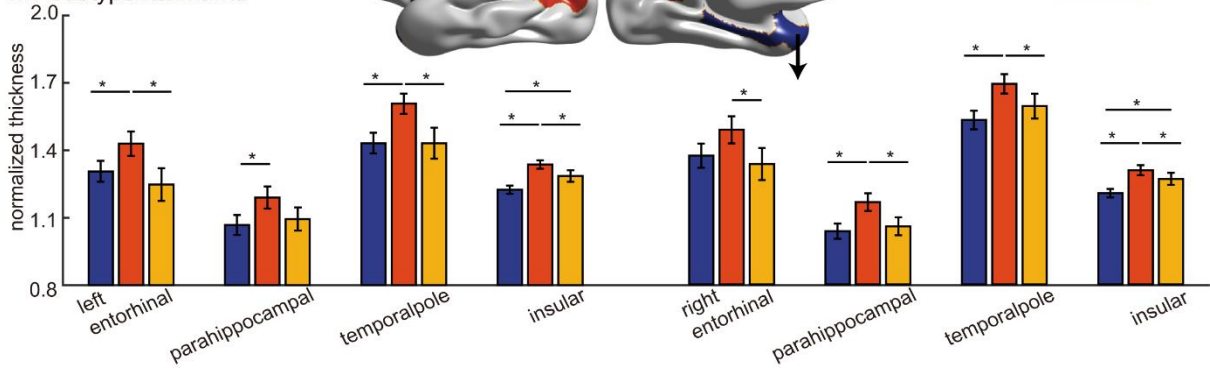 2.0
1.7
1.4
1.1
0.8
normalized thickness
* * * * * * * * * * * * * * * * *
left
entorhinal
parahippocampal
temporalpole
insular
right
entorhinal
parahippocampal
temporalpole
insular